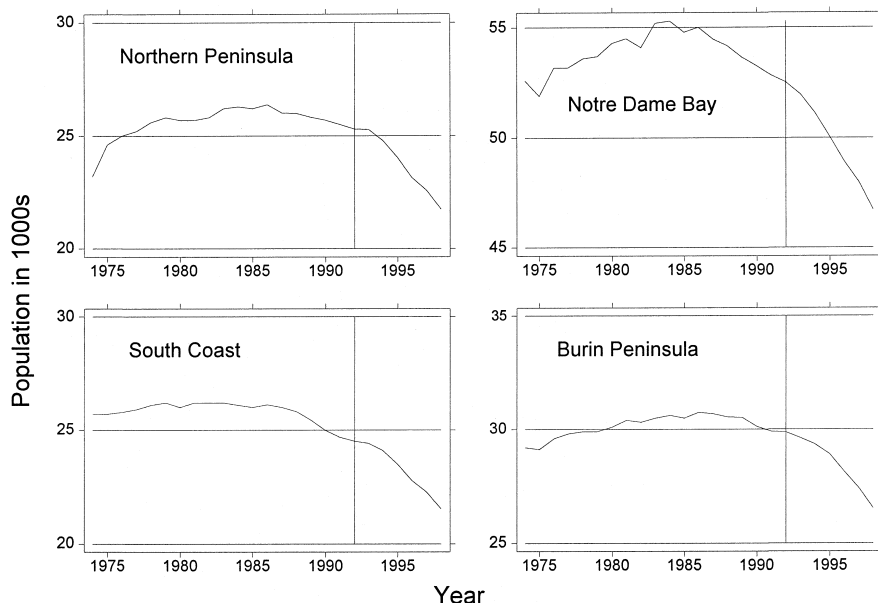 Population in 1000s
Northern Peninsula
30
25
20
1975 1980 1985 1990 1995
Notre Dame Bay
55
50
45
1975 1980 1985 1990 1995
South Coast
30
25
20
1975 1980 1985 1990 1995
Burin Peninsula
35
30
25
1975 1980 1985 1990 1995
Year